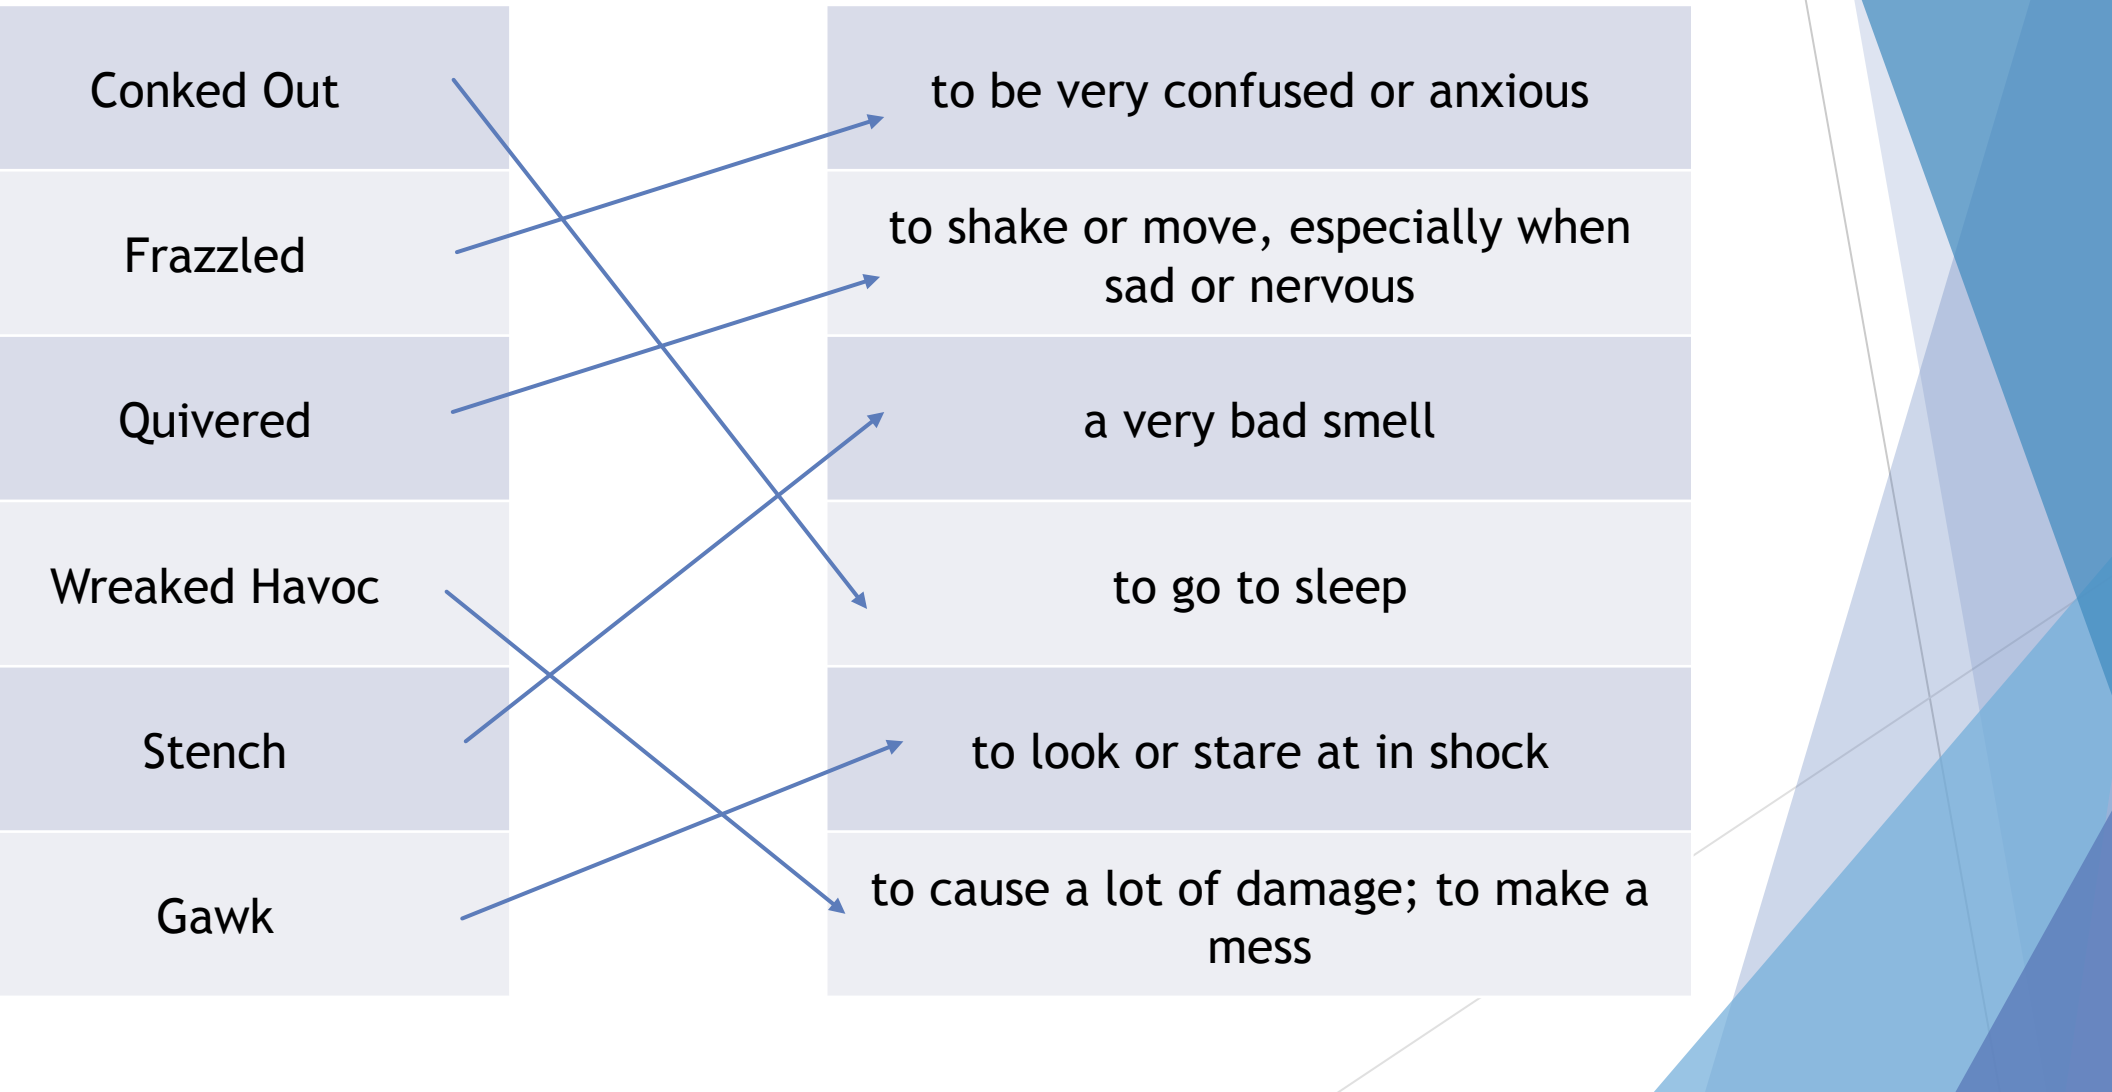 Conked Out
to be very confused or anxious
Frazzled
to shake or move, especially when
sad or nervous
Quivered
a very bad smell
Wreaked Havoc
to go to sleep
Stench
to look or stare at in shock
Gawk
to cause a lot of damage; to make a
mess